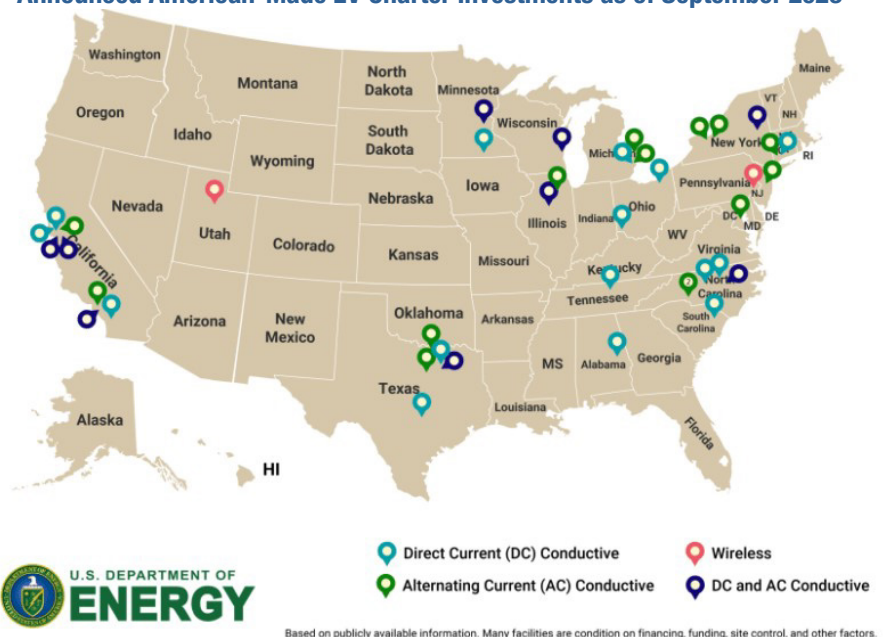 Announced American-Made EV Charter Investments as of September 2023
Washington
Oregon
Idaho
Montana
North
Dakota
South
Dakota
Minnesota
Wisconsin
Wyoming
Nevada
Utah
Colorado
Nebraska
Kansas
Iowa
Illinois
Missouri
Indiana
Ohio
Maine
VT
NH
New York
RI
Pennsylvania
NJ
DC
DE
MD
WV
Virginia
Kentucky
Tennessee
North
Carolina
South
Carolina
California
Arizona
New
Mexico
Oklahoma
Texas
Arkansas
MS
Alabama
Georgia
Louisiana
Florida
Alaska
HI
2
U.S. DEPARTMENT OF
ENERGY
Direct Current (DC) Conductive
Alternating Current (AC) Conductive
Wireless
DC and AC Conductive
Based on publicly available information. Many facilities are condition on financing, funding, site control, and other factors.